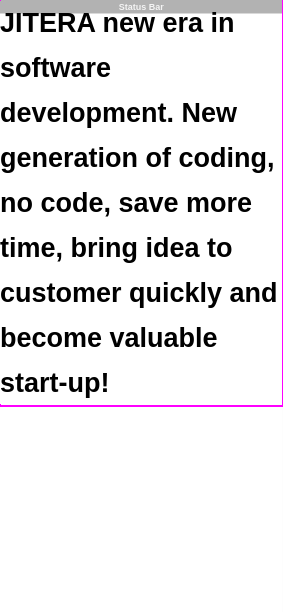 Status Bar
JITERA new era in
software
development. New
generation of coding,
no code, save more
time, bring idea to
customer quickly and
become valuable
start-up!